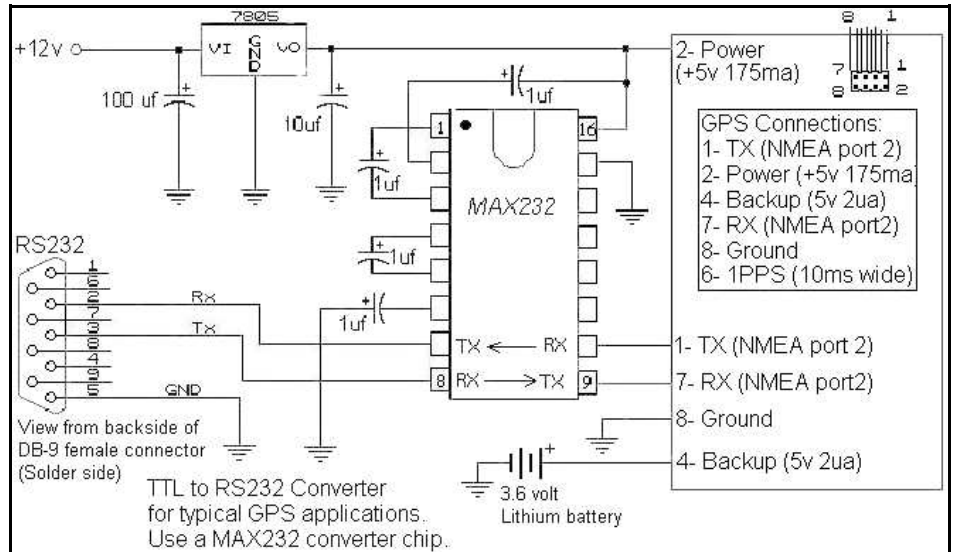 7805
8 1
+12v
VI GND VO
2- Power
(+5v 175ma)
7 1
8 2
+
100 uf
+
10uf
+
1uf
1
16
GPS Connections:
1- TX (NMEA port 2)
2- Power (+5v 175ma
4- Backup (5v 2ua)
7- RX (NMEA port2)
8- Ground
6- 1PPS (10ms wide)
+
1uf
MAX232
+
1uf
+
1uf
RS232
1
6
2
7
3
8
4
9
5
Rx
Tx
GND
TX RX
8 RX TX 9
1- TX (NMEA port 2)
7- RX (NMEA port2)
8- Ground
4- Backup (5v 2ua)
+
3.6 volt
Lithium battery
View from backside of
DB-9 female connector
(Solder side)
TTL to RS232 Converter
for typical GPS applications.
Use a MAX232 converter chip.